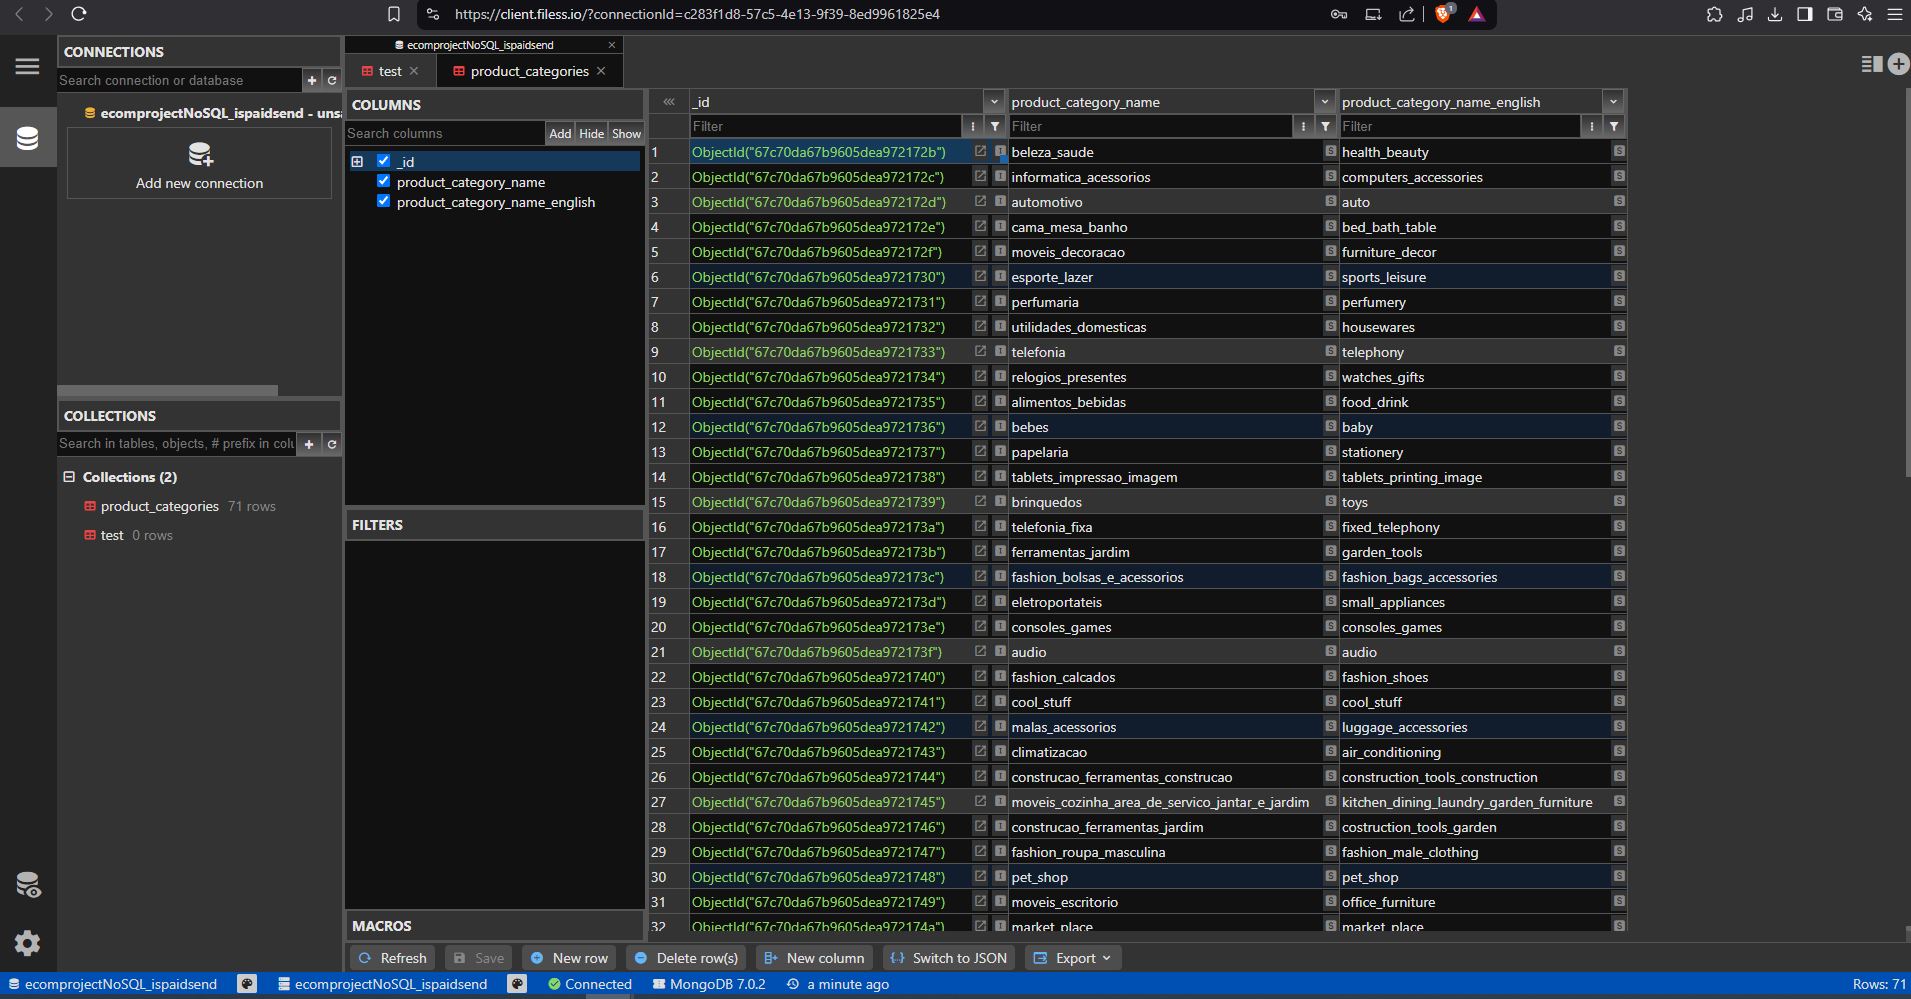 https://client.filess.io/?connectionId=c283f1d8-57c5-4e13-9f39-8ed9961825e4
1
CONNECTIONS
Search connection or database
ecomprojectNoSQL_ispaidsend - unsa
Add new connection
COLLECTIONS
Search in tables, objects, # prefix in colu
Collections (2)
product_categories 71 rows
test 0 rows
ecomprojectNoSQL_ispaidsend
test
product_categories
COLUMNS
Search columns
Add Hide Show
_id
product_category_name
product_category_name_english
FILTERS
MACROS
_id product_category_name product_category_name_english
Filter Filter Filter
1 ObjectId("67c70da67b9605dea972172b") beleza_saude health_beauty
2 ObjectId("67c70da67b9605dea972172c") informatica_acessorios computers_accessories
3 ObjectId("67c70da67b9605dea972172d") automotivo auto
4 ObjectId("67c70da67b9605dea972172e") cama_mesa_banho bed_bath_table
5 ObjectId("67c70da67b9605dea972172f") moveis_decoracao furniture_decor
6 ObjectId("67c70da67b9605dea9721730") esporte_lazer sports_leisure
7 ObjectId("67c70da67b9605dea9721731") perfumaria perfumery
8 ObjectId("67c70da67b9605dea9721732") utilidades_domesticas housewares
9 ObjectId("67c70da67b9605dea9721733") telefonia telephony
10 ObjectId("67c70da67b9605dea9721734") relogios_presentes watches_gifts
11 ObjectId("67c70da67b9605dea9721735") alimentos_bebidas food_drink
12 ObjectId("67c70da67b9605dea9721736") bebes baby
13 ObjectId("67c70da67b9605dea9721737") papelaria stationery
14 ObjectId("67c70da67b9605dea9721738") tablets_impressao_imagem tablets_printing_image
15 ObjectId("67c70da67b9605dea9721739") brinquedos toys
16 ObjectId("67c70da67b9605dea972173a") telefonia_fixa fixed_telephony
17 ObjectId("67c70da67b9605dea972173b") ferramentas_jardim garden_tools
18 ObjectId("67c70da67b9605dea972173c") fashion_bolsas_e_acessorios fashion_bags_accessories
19 ObjectId("67c70da67b9605dea972173d") eletroportateis small_appliances
20 ObjectId("67c70da67b9605dea972173e") consoles_games consoles_games
21 ObjectId("67c70da67b9605dea972173f") audio audio
22 ObjectId("67c70da67b9605dea9721740") fashion_calcados fashion_shoes
23 ObjectId("67c70da67b9605dea9721741") cool_stuff cool_stuff
24 ObjectId("67c70da67b9605dea9721742") malas_acessorios luggage_accessories
25 ObjectId("67c70da67b9605dea9721743") climatizacao air_conditioning
26 ObjectId("67c70da67b9605dea9721744") construcao_ferramentas_construcao construction_tools_construction
27 ObjectId("67c70da67b9605dea9721745") moveis_cozinha_area_de_servico_jantar_e_jardim kitchen_dining_laundry_garden_furniture
28 ObjectId("67c70da67b9605dea9721746") construcao_ferramentas_jardim costruction_tools_garden
29 ObjectId("67c70da67b9605dea9721747") fashion_roupa_masculina fashion_male_clothing
30 ObjectId("67c70da67b9605dea9721748") pet_shop pet_shop
31 ObjectId("67c70da67b9605dea9721749") moveis_escritorio office_furniture
32 ObjectId("67c70da67b9605dea972174a") market_place market_place
Refresh Save New row Delete row(s) New column Switch to JSON Export
ecomprojectNoSQL_ispaidsend ecomprojectNoSQL_ispaidsend Connected MongoDB 7.0.2 a minute ago Rows: 71